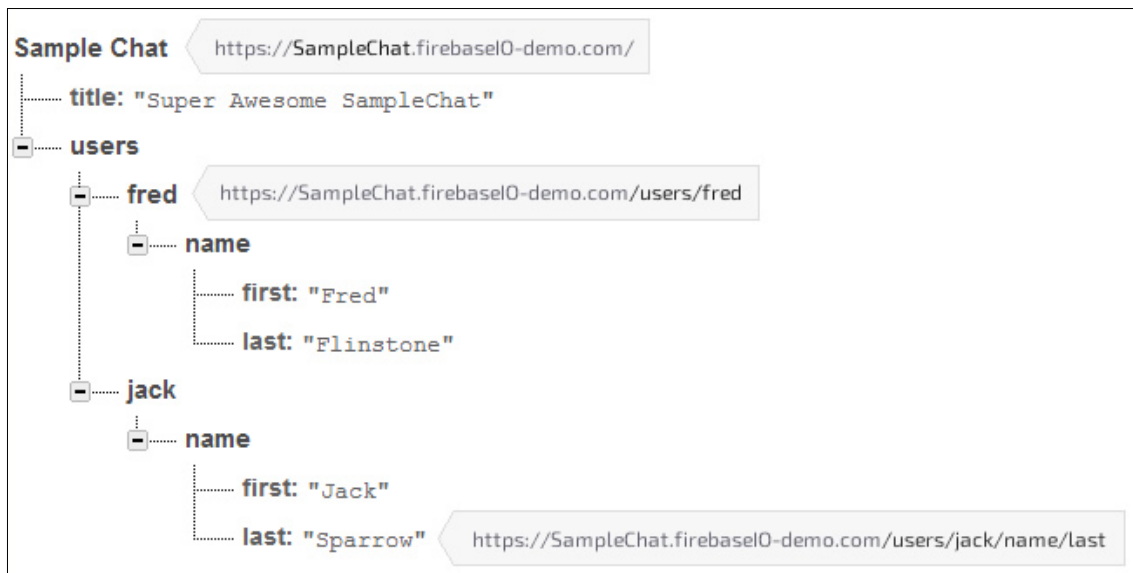 Sample Chat https://SampleChat.firebaseIO-demo.com/
title: "Super Awesome SampleChat"
users
fred https://SampleChat.firebaseIO-demo.com/users/fred
name
first: "Fred"
last: "Flinstone"
jack
name
first: "Jack"
last: "Sparrow" https://SampleChat.firebaseIO-demo.com/users/jack/name/last